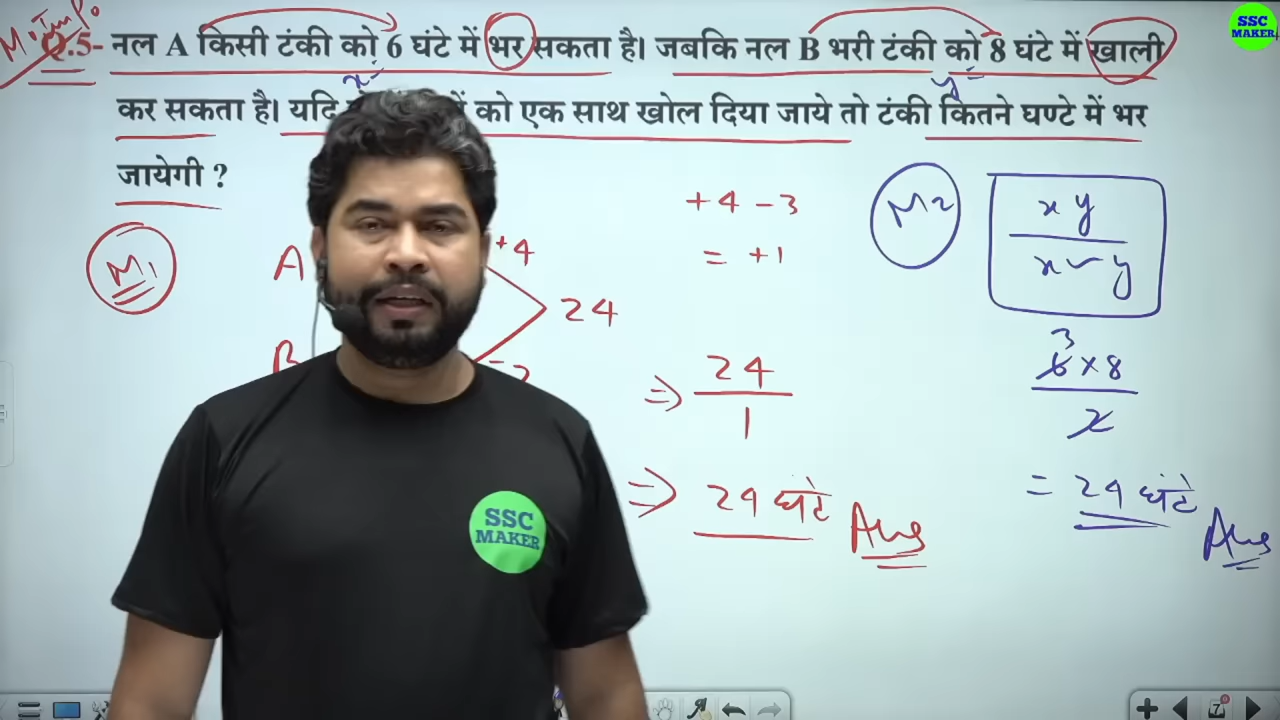 M. Imp.
Q.5- नल A किसी टंकी को 6 घंटे में भर सकता है। जबकि नल B भरी टंकी को 8 घंटे में खाली
x
y
कर सकता है। यदि को एक साथ खोल दिया जाये तो टंकी कितने घण्टे में भर
जायेगी ?
SSC
MAKER
M1
A
+4
B
24
+4 - 3
= +1
⇒ 24
1
⇒ 24 घंटे Ans
M2
x y
x ~ y
3
6 × 8
2
= 24 घंटे Ans
SSC
MAKER
7